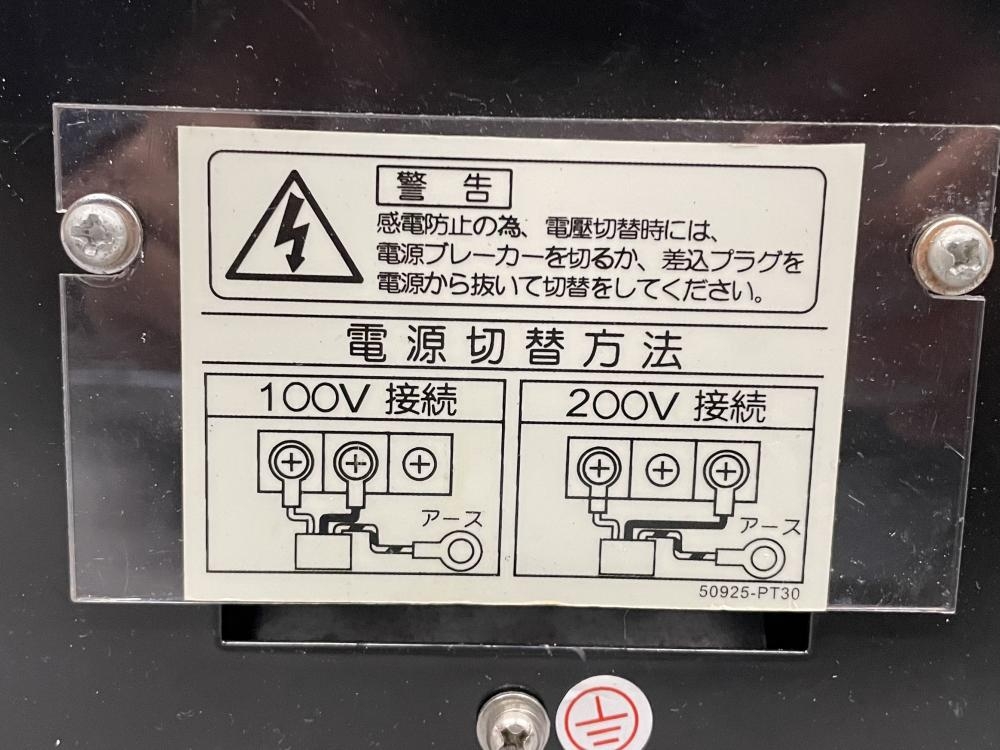 警告
感電防止の為、電壓切替時には、
電源ブレーカーを切るか、差込プラグを
電源から抜いて切替をしてください。
電源切替方法
100V 接続
アース
200V 接続
アース
50925-PT30